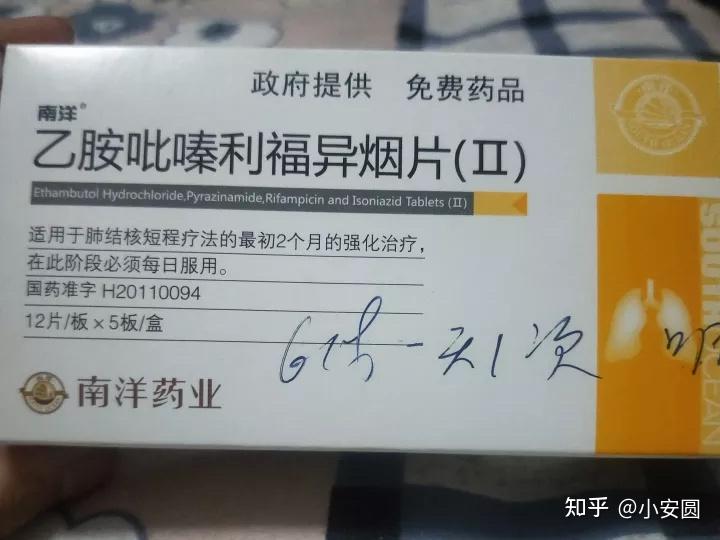 政府提供 免费药品
南洋®
乙胺吡嗪利福异烟片(Ⅱ)
Ethambutol Hydrochloride,Pyrazinamide,Rifampicin and Isoniazid Tablets (Ⅱ)
适用于肺结核短程疗法的最初2个月的强化治疗，
在此阶段必须每日服用。
国药准字 H20110094
12片/板×5板/盒
一天1次
南洋药业
知乎 @小安圆